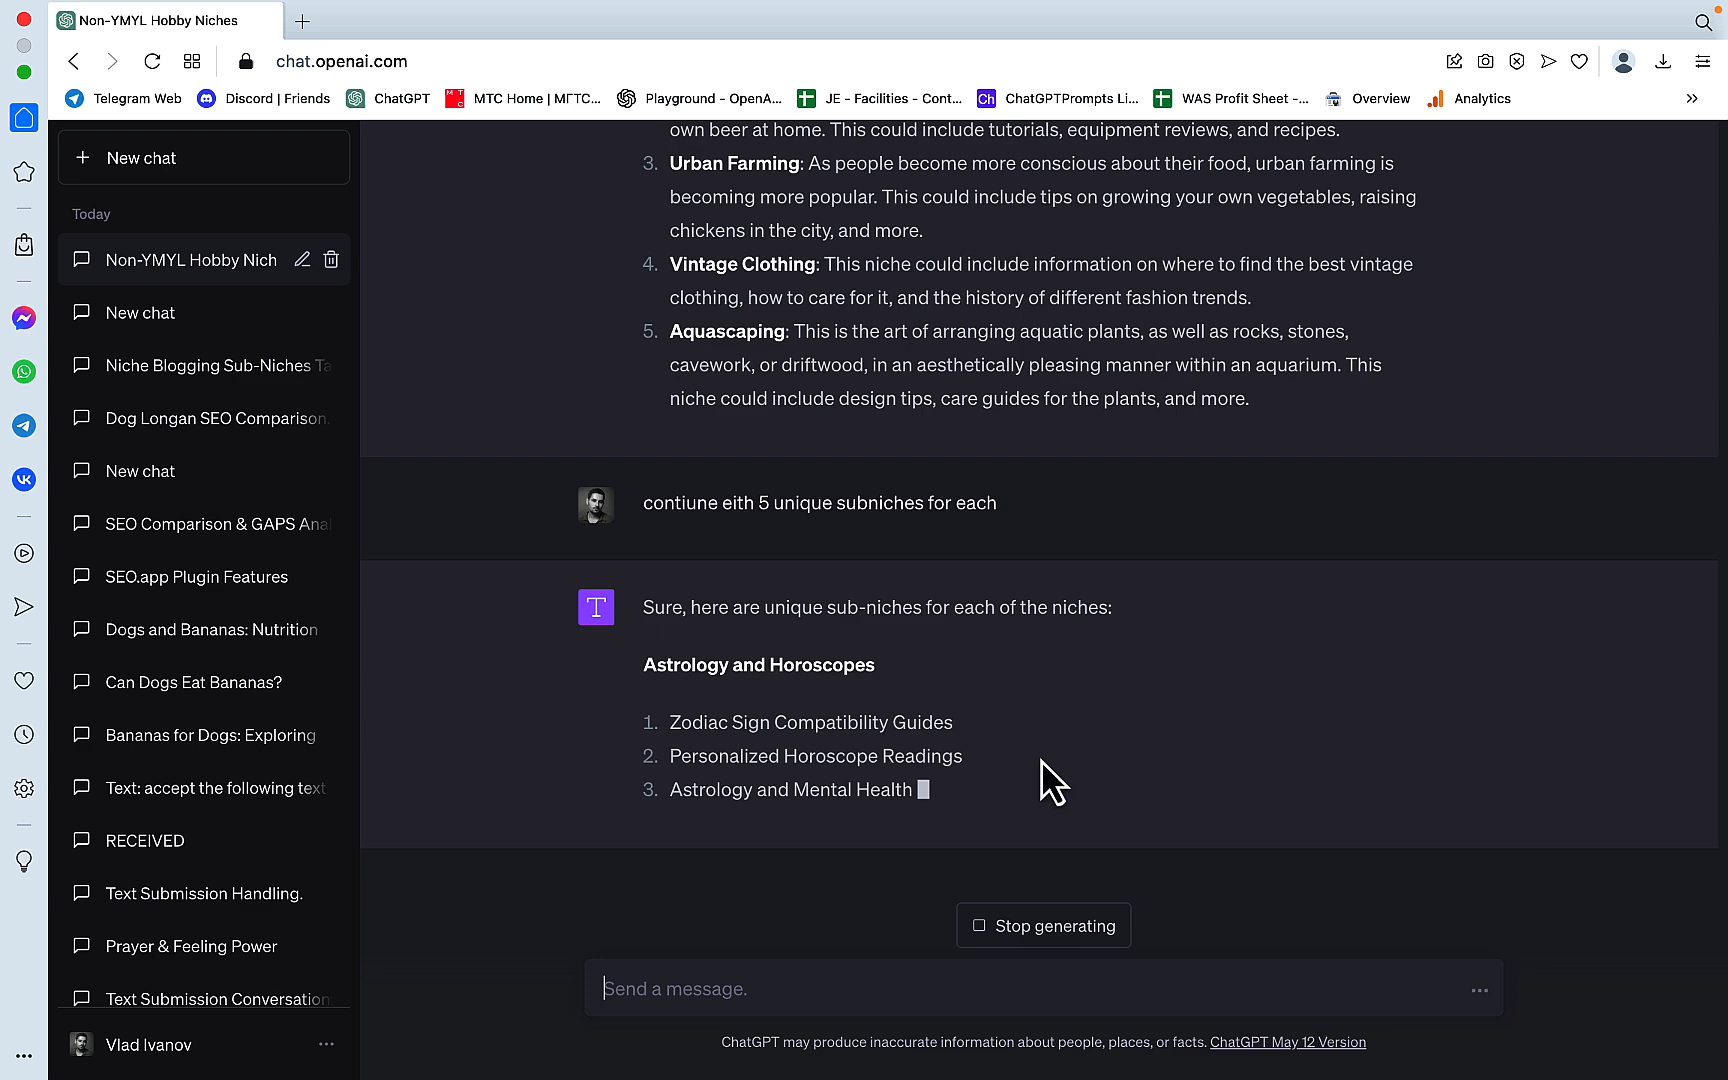 Non-YMYL Hobby Niches
chat.openai.com
Telegram Web
Discord | Friends
ChatGPT
MTC Home | МГТС...
Playground - OpenA...
JE - Facilities - Cont...
Ch
ChatGPTPrompts Li...
WAS Profit Sheet -...
Overview
Analytics
New chat
Today
Non-YMYL Hobby Nich
New chat
Niche Blogging Sub-Niches Ta
Dog Longan SEO Comparison.
New chat
SEO Comparison & GAPS Anal
SEO.app Plugin Features
Dogs and Bananas: Nutrition
Can Dogs Eat Bananas?
Bananas for Dogs: Exploring
Text: accept the following text
RECEIVED
Text Submission Handling.
Prayer & Feeling Power
Text Submission Conversation
Vlad Ivanov
own beer at home. This could include tutorials, equipment reviews, and recipes.
3. Urban Farming: As people become more conscious about their food, urban farming is
becoming more popular. This could include tips on growing your own vegetables, raising
chickens in the city, and more.
4. Vintage Clothing: This niche could include information on where to find the best vintage
clothing, how to care for it, and the history of different fashion trends.
5. Aquascaping: This is the art of arranging aquatic plants, as well as rocks, stones,
cavework, or driftwood, in an aesthetically pleasing manner within an aquarium. This
niche could include design tips, care guides for the plants, and more.
contiune eith 5 unique subniches for each
T
Sure, here are unique sub-niches for each of the niches:
Astrology and Horoscopes
1. Zodiac Sign Compatibility Guides
2. Personalized Horoscope Readings
3. Astrology and Mental Health
Stop generating
Send a message.
ChatGPT may produce inaccurate information about people, places, or facts. ChatGPT May 12 Version